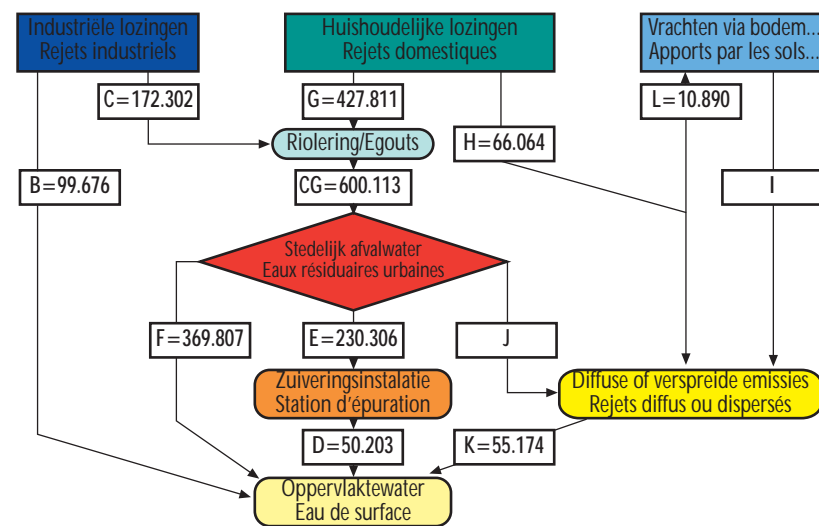 Industriële lozingen
Rejets industriels
Huishoudelijke lozingen
Rejets domestiques
Vrachten via bodem...
Apports par les sols...
C=172.302
G=427.811
L=10.890
Riolering/Egouts
H=66.064
B=99.676
CG=600.113
I
Stedelijk afvalwater
Eaux résiduaires urbaines
F=369.807
E=230.306
J
Zuiveringsinstalatie
Station d'épuration
Diffuse of verspreide emissies
Rejets diffus ou dispersés
D=50.203
K=55.174
Oppervlaktewater
Eau de surface